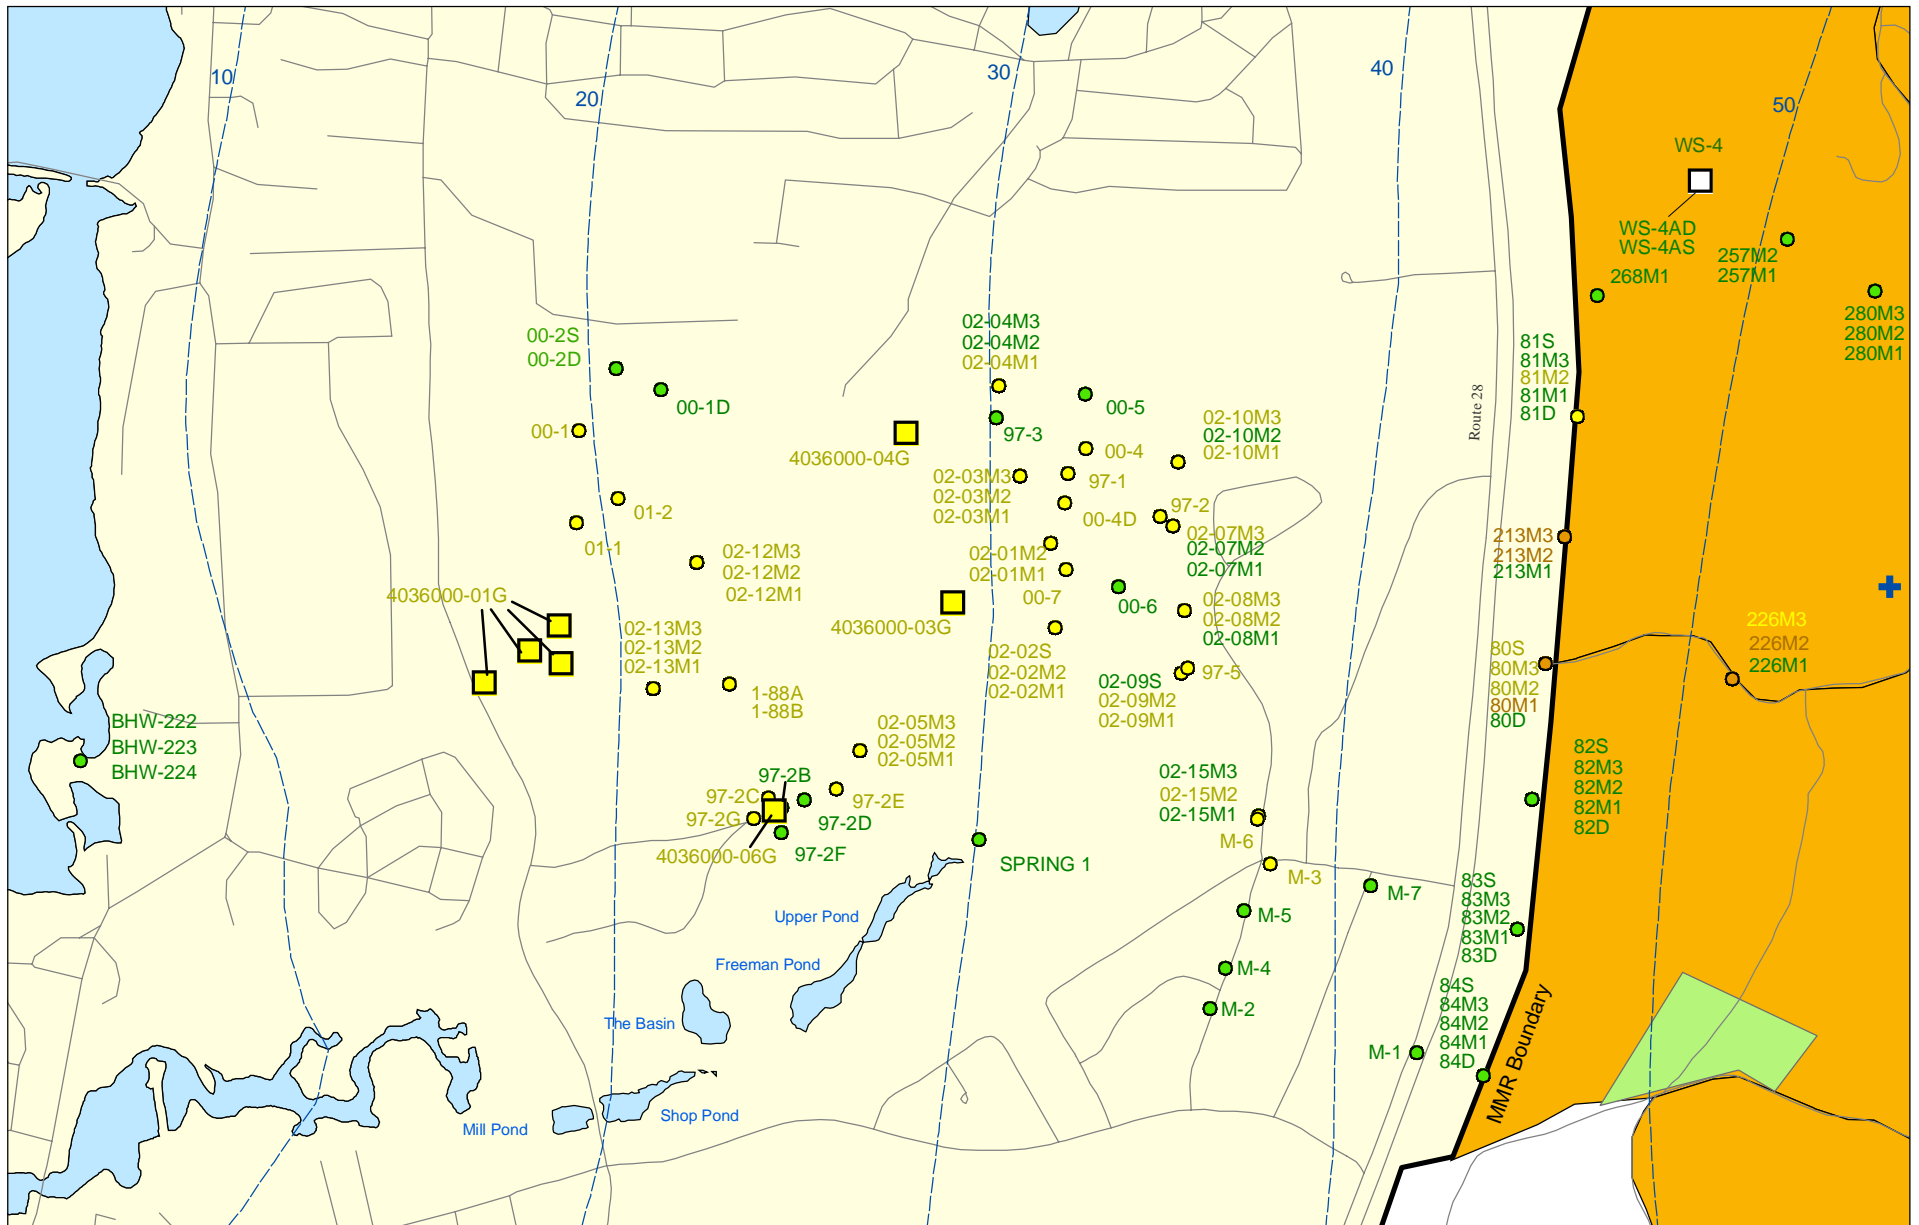 10
20
30
40
50
WS-4
WS-4AD
WS-4AS
257M2
257M1
268M1
280M3
280M2
280M1
00-2S
00-2D
00-1D
00-1
02-04M3
02-04M2
02-04M1
97-3
00-5
4036000-04G
02-10M3
02-10M2
02-10M1
Route 28
81S
81M3
81M2
81M1
81D
00-4
97-1
02-03M3
02-03M2
02-03M1
00-4D
97-2
02-07M3
02-07M2
02-07M1
01-2
01-1
02-12M3
02-12M2
02-12M1
02-01M2
02-01M1
00-7
00-6
213M3
213M2
213M1
4036000-01G
4036000-03G
02-08M3
02-08M2
02-08M1
02-13M3
02-13M2
02-13M1
02-02S
02-02M2
02-02M1
97-5
02-09S
02-09M2
02-09M1
80S
80M3
80M2
80M1
80D
226M3
226M2
226M1
1-88A
1-88B
BHW-222
BHW-223
BHW-224
02-05M3
02-05M2
02-05M1
97-2B
97-2C
97-2E
97-2G
97-2D
97-2F
4036000-06G
02-15M3
02-15M2
02-15M1
M-6
82S
82M3
82M2
82M1
82D
SPRING 1
M-3
M-7
M-5
83S
83M3
83M2
83M1
83D
Upper Pond
Freeman Pond
M-4
M-2
The Basin
84S
84M3
84M2
84M1
84D
M-1
MMR Boundary
Shop Pond
Mill Pond